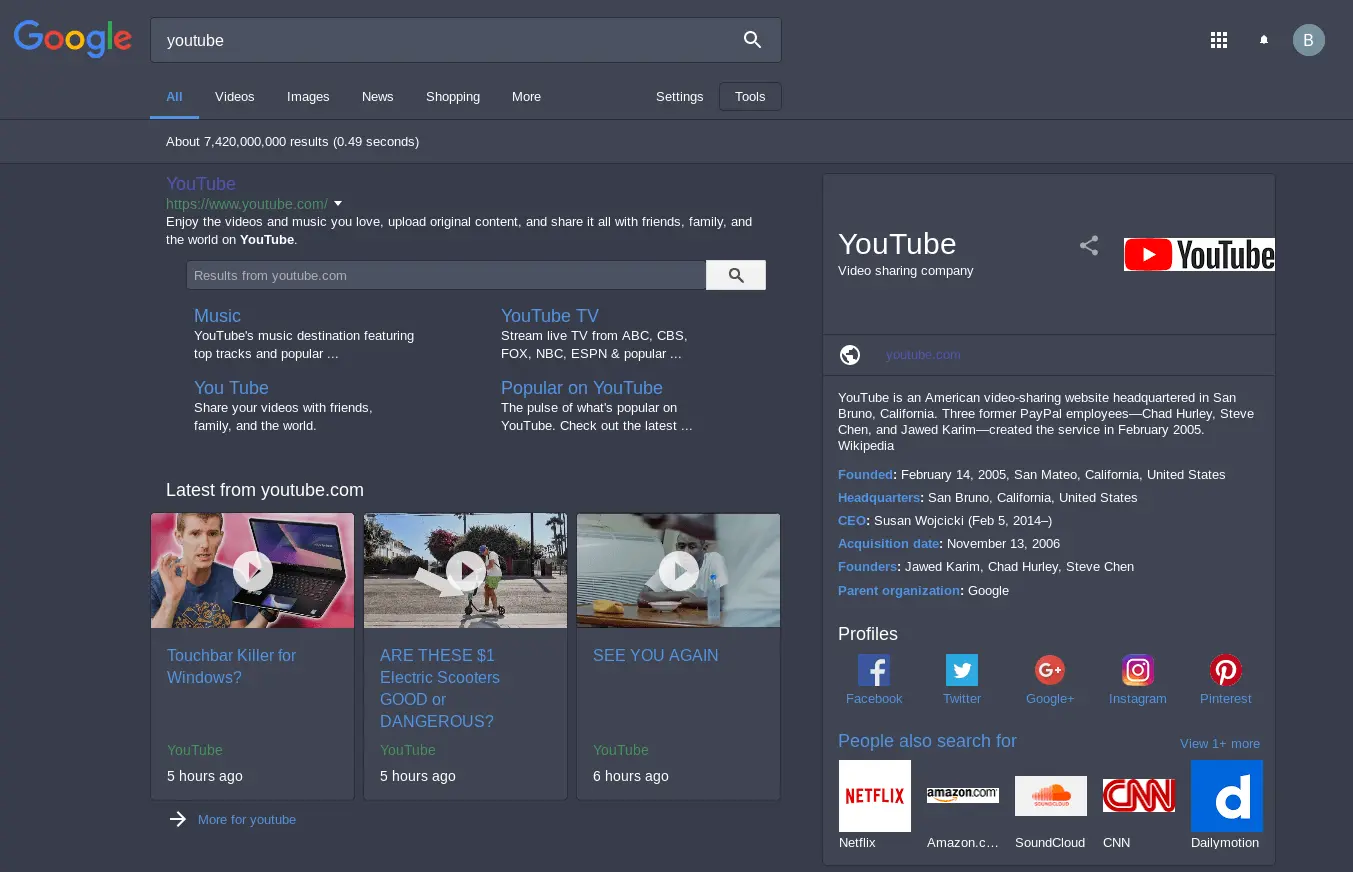 Google
youtube
B
All Videos Images News Shopping More Settings Tools
About 7,420,000,000 results (0.49 seconds)
YouTube
https://www.youtube.com/
Enjoy the videos and music you love, upload original content, and share it all with friends, family, and
the world on YouTube.
Results from youtube.com
Music
YouTube's music destination featuring
top tracks and popular ...
YouTube TV
Stream live TV from ABC, CBS,
FOX, NBC, ESPN & popular ...
You Tube
Share your videos with friends,
family, and the world.
Popular on YouTube
The pulse of what's popular on
YouTube. Check out the latest ...
Latest from youtube.com
Touchbar Killer for
Windows?
YouTube
5 hours ago
ARE THESE $1
Electric Scooters
GOOD or
DANGEROUS?
YouTube
5 hours ago
SEE YOU AGAIN
YouTube
6 hours ago
More for youtube
YouTube
Video sharing company
YouTube
youtube.com
YouTube is an American video-sharing website headquartered in San
Bruno, California. Three former PayPal employees—Chad Hurley, Steve
Chen, and Jawed Karim—created the service in February 2005.
Wikipedia
Founded: February 14, 2005, San Mateo, California, United States
Headquarters: San Bruno, California, United States
CEO: Susan Wojcicki (Feb 5, 2014–)
Acquisition date: November 13, 2006
Founders: Jawed Karim, Chad Hurley, Steve Chen
Parent organization: Google
Profiles
G+
Facebook Twitter Google+ Instagram Pinterest
People also search for
View 1+ more
NETFLIX amazon.com SOUNDCLOUD CNN d
Netflix Amazon.c... SoundCloud CNN Dailymotion